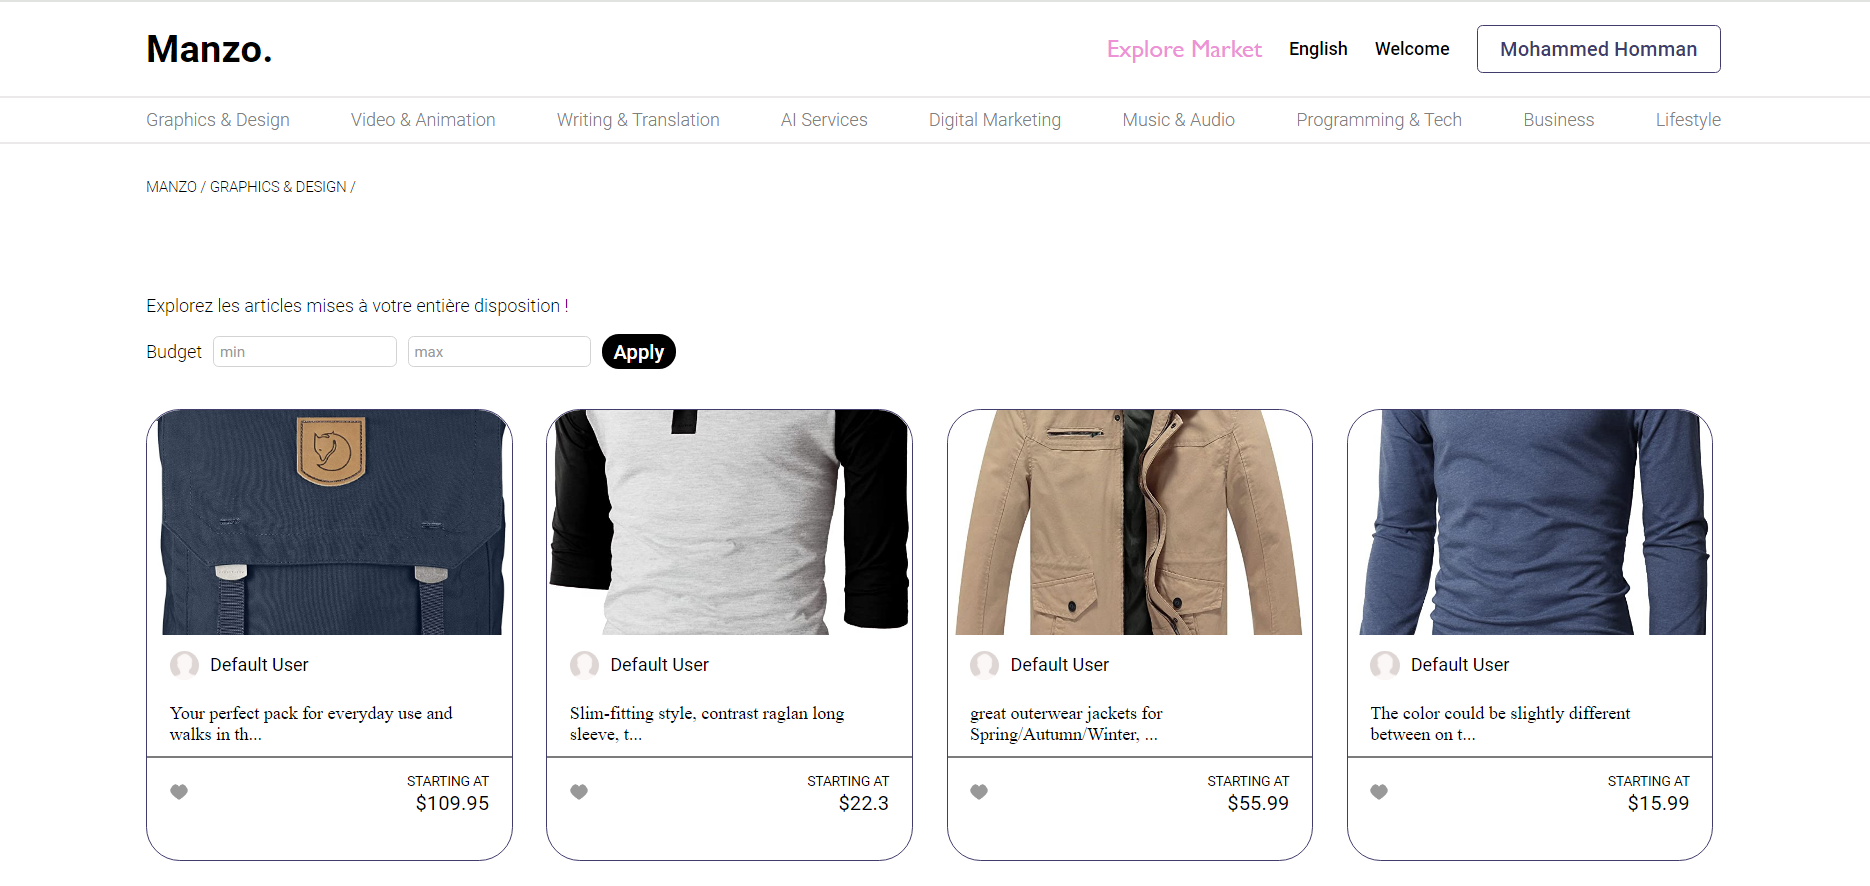 Manzo.
Explore Market English Welcome Mohammed Homman
Graphics & Design Video & Animation Writing & Translation AI Services Digital Marketing Music & Audio Programming & Tech Business Lifestyle
MANZO / GRAPHICS & DESIGN /
Explorez les articles mises à votre entière disposition !
Budget min max Apply
Default User
Your perfect pack for everyday use and
walks in th...
STARTING AT
$109.95
Default User
Slim-fitting style, contrast raglan long
sleeve, t...
STARTING AT
$22.3
Default User
great outerwear jackets for
Spring/Autumn/Winter, ...
STARTING AT
$55.99
Default User
The color could be slightly different
between on t...
STARTING AT
$15.99